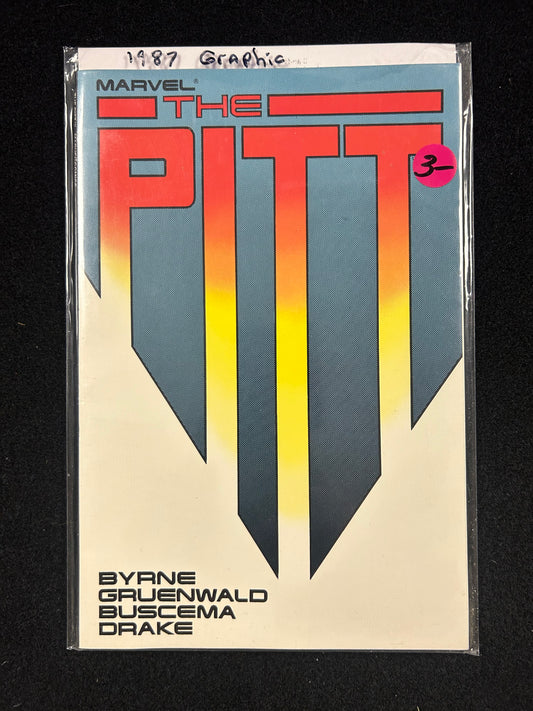 1987 Graphic
MARVEL®
THE
PITT
3-
BYRNE
GRUENWALD
BUSCEMA
DRAKE